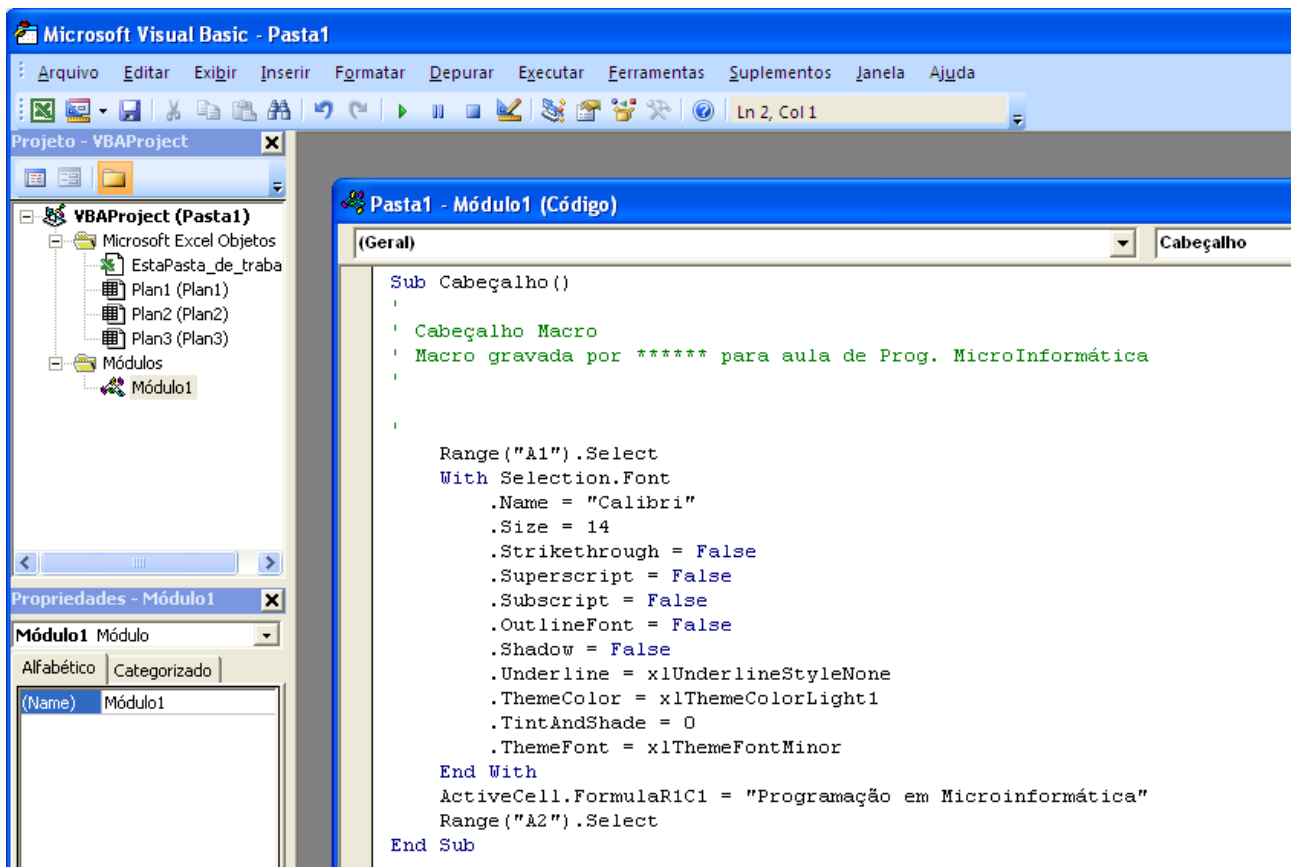 Microsoft Visual Basic - Pasta1
Arquivo Editar Exibir Inserir Formatar Depurar Executar Ferramentas Suplementos Janela Ajuda
Ln 2, Col 1
Projeto - VBAProject
VBAProject (Pasta1)
Microsoft Excel Objetos
EstaPasta_de_traba
Plan1 (Plan1)
Plan2 (Plan2)
Plan3 (Plan3)
Módulos
Módulo1
Propriedades - Módulo1
Módulo1 Módulo
Alfabético Categorizado
(Name) Módulo1
Pasta1 - Módulo1 (Código)
(Geral) Cabeçalho
Sub Cabeçalho()
'
' Cabeçalho Macro
' Macro gravada por ****** para aula de Prog. MicroInformática
'
'
Range("A1").Select
With Selection.Font
.Name = "Calibri"
.Size = 14
.Strikethrough = False
.Superscript = False
.Subscript = False
.OutlineFont = False
.Shadow = False
.Underline = xlUnderlineStyleNone
.ThemeColor = xlThemeColorLight1
.TintAndShade = 0
.ThemeFont = xlThemeFontMinor
End With
ActiveCell.FormulaR1C1 = "Programação em Microinformática"
Range("A2").Select
End Sub